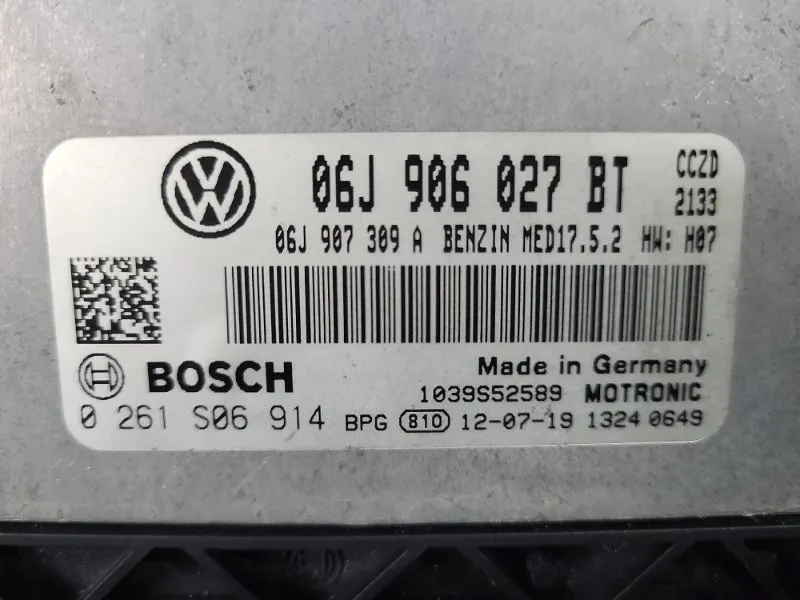 06J 906 027 BT CCZD
2133
06J 907 309 A BENZIN MED17.5.2 HW: H07
BOSCH Made in Germany
1039S52589 MOTRONIC
0 261 S06 914 BPG 810 12-07-19 1324 0649